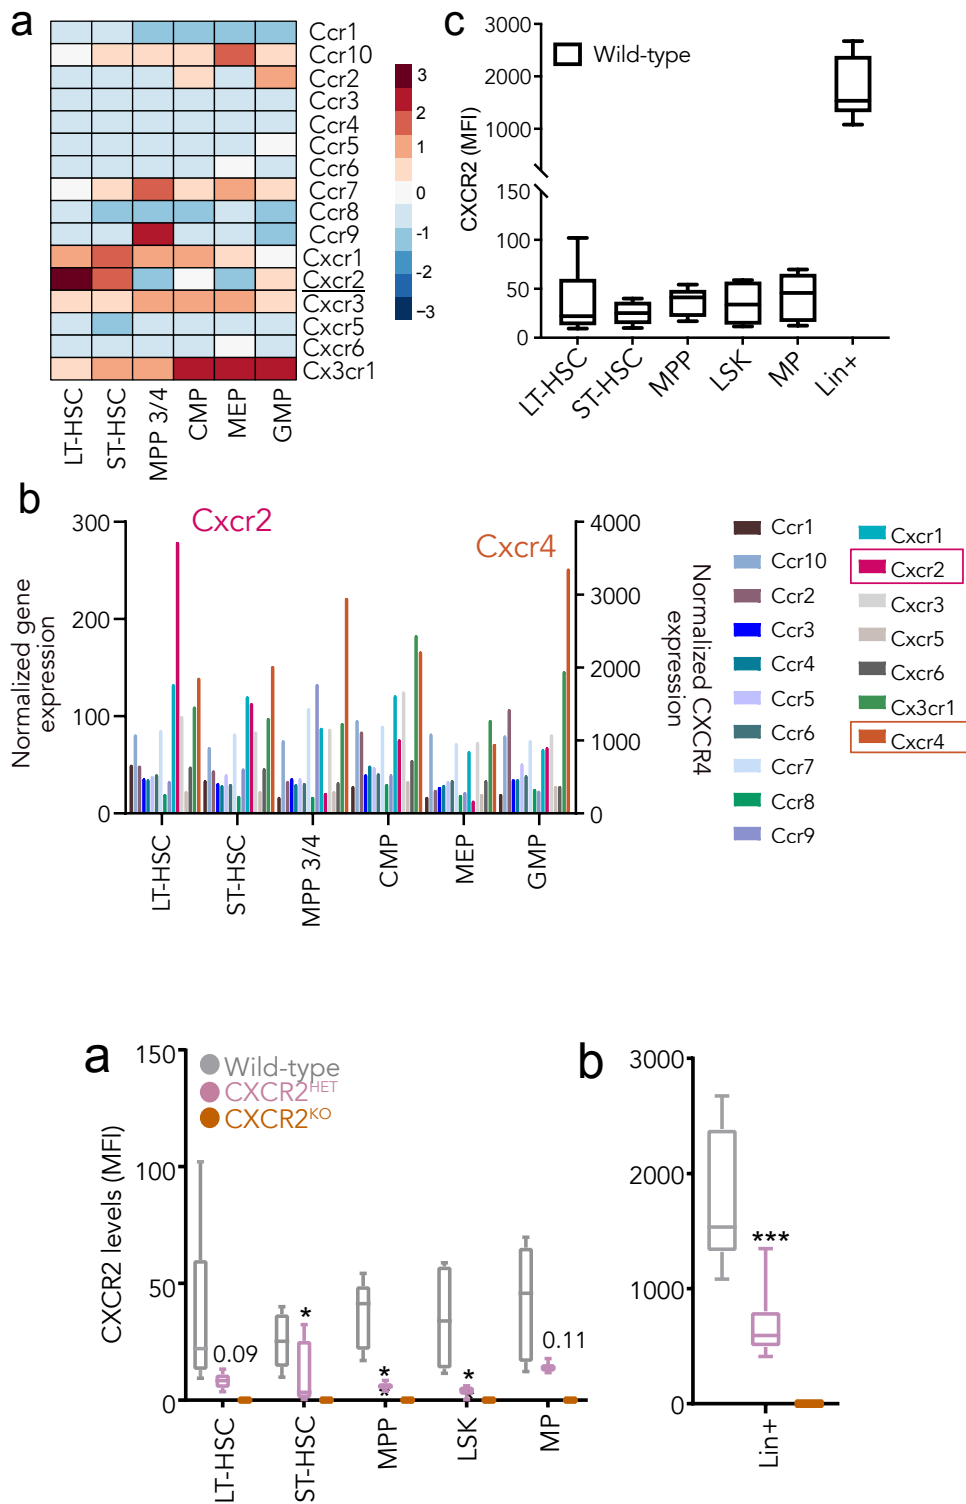 a
Ccr1
Ccr10
Ccr2
Ccr3
Ccr4
Ccr5
Ccr6
Ccr7
Ccr8
Ccr9
Cxcr1
Cxcr2
Cxcr3
Cxcr5
Cxcr6
Cx3cr1
3
2
1
0
-1
-2
-3
LT-HSC
ST-HSC
MPP 3/4
CMP
MEP
GMP
c
CXCR2 (MFI)
3000
2000
1000
150
100
50
0
Wild-type
LT-HSC
ST-HSC
MPP
LSK
MP
Lin+
b
Normalized gene
expression
300
200
100
0
Cxcr2
Cxcr4
4000
3000
2000
1000
0
Normalized CXCR4
expression
LT-HSC
ST-HSC
MPP 3/4
CMP
MEP
GMP
Ccr1
Ccr10
Ccr2
Ccr3
Ccr4
Ccr5
Ccr6
Ccr7
Ccr8
Ccr9
Cxcr1
Cxcr2
Cxcr3
Cxcr5
Cxcr6
Cx3cr1
Cxcr4
a
CXCR2 levels (MFI)
150
100
50
0
Wild-type
CXCR2HET
CXCR2KO
0.09
*
*
*
*
0.11
LT-HSC
ST-HSC
MPP
LSK
MP
b
3000
2000
1000
0
***
Lin+